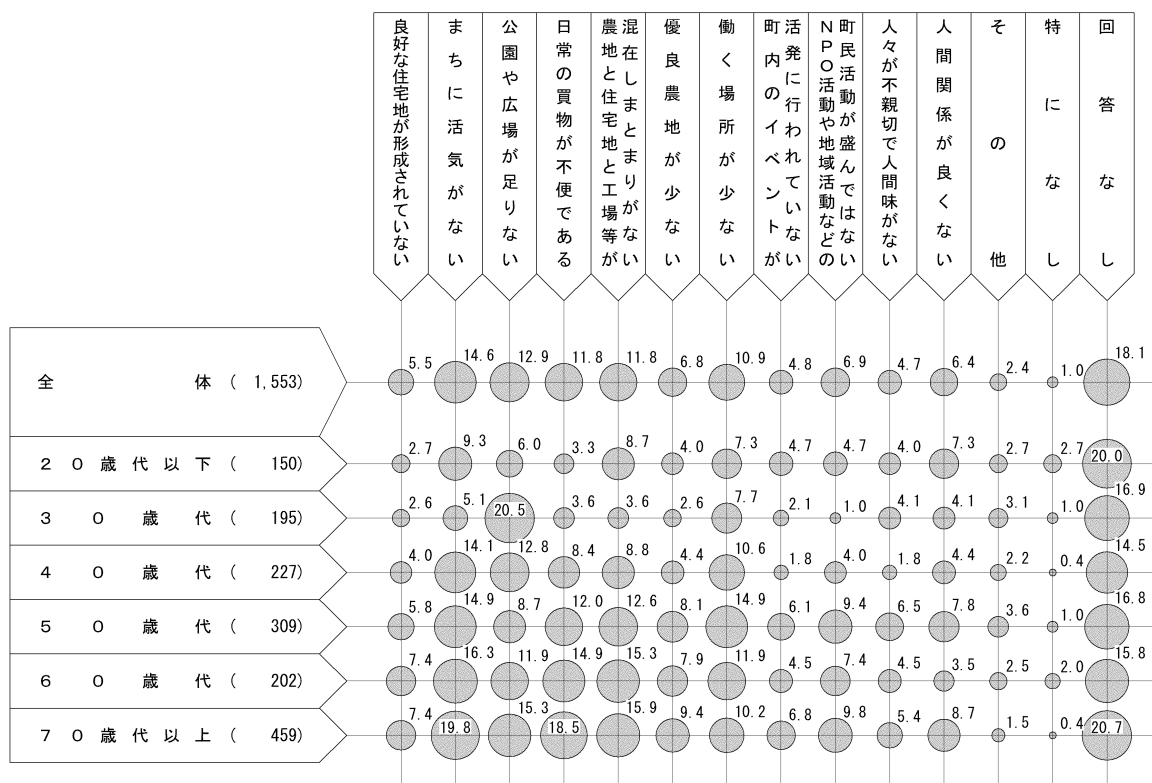 良好な住宅地が形成されていない
まちに活気がない
公園や広場が足りない
日常の買物が不便である
農地と住宅地と工場等が
混在しまとまりがない
優良農地が少ない
働く場所が少ない
町内のイベントが
活発に行われていない
NPO活動や地域活動などの
町民活動が盛んではない
人々が不親切で人間味がない
人間関係が良くない
その他
特になし
回答なし
全体( 1,553) 5.5 14.6 12.9 11.8 11.8 6.8 10.9 4.8 6.9 4.7 6.4 2.4 1.0 18.1
20歳代以下( 150) 2.7 9.3 6.0 3.3 8.7 4.0 7.3 4.7 4.7 4.0 7.3 2.7 2.7 20.0
30歳代( 195) 2.6 5.1 20.5 3.6 3.6 2.6 7.7 2.1 1.0 4.1 4.1 3.1 1.0 16.9
40歳代( 227) 4.0 14.1 12.8 8.4 8.8 4.4 10.6 1.8 4.0 1.8 4.4 2.2 0.4 14.5
50歳代( 309) 5.8 14.9 8.7 12.0 12.6 8.1 14.9 6.1 9.4 6.5 7.8 3.6 1.0 16.8
60歳代( 202) 7.4 16.3 11.9 14.9 15.3 7.9 11.9 4.5 7.4 4.5 3.5 2.5 2.0 15.8
70歳代以上( 459) 7.4 19.8 15.3 18.5 15.9 9.4 10.2 6.8 9.8 5.4 8.7 1.5 0.4 20.7